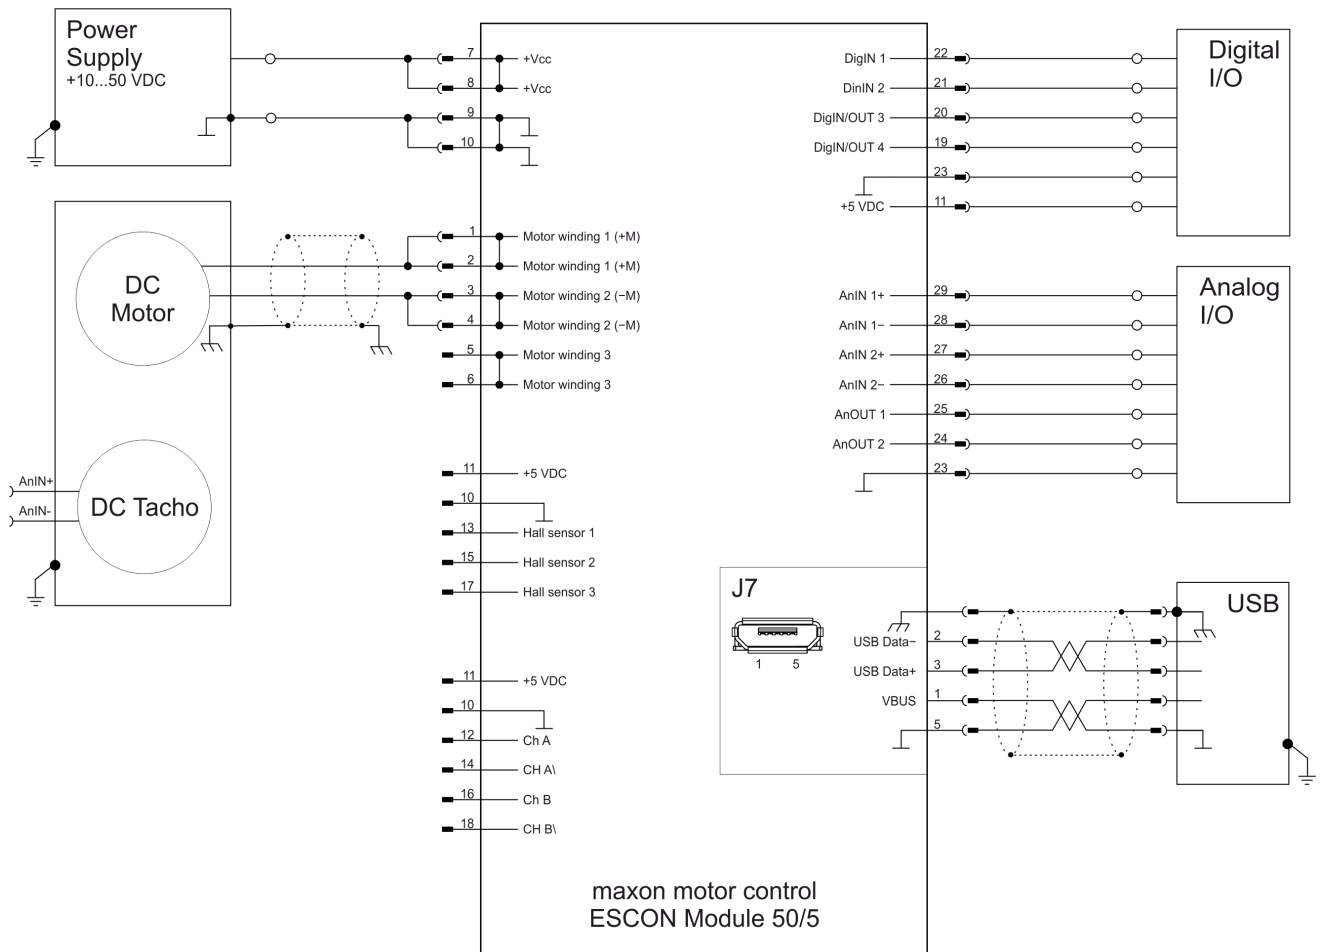 Power
Supply
+10...50 VDC
7 +Vcc
8 +Vcc
9
10
DC
Motor
1 Motor winding 1 (+M)
2 Motor winding 1 (+M)
3 Motor winding 2 (−M)
4 Motor winding 2 (−M)
5 Motor winding 3
6 Motor winding 3
AnIN+
AnIN-
DC Tacho
11 +5 VDC
10
13 Hall sensor 1
15 Hall sensor 2
17 Hall sensor 3
11 +5 VDC
10
12 Ch A
14 CH A\
16 Ch B
18 CH B\
DigIN 1 22
DinIN 2 21
DigIN/OUT 3 20
DigIN/OUT 4 19
23
+5 VDC 11
Digital
I/O
AnIN 1+ 29
AnIN 1− 28
AnIN 2+ 27
AnIN 2− 26
AnOUT 1 25
AnOUT 2 24
23
Analog
I/O
J7
1 5
USB Data− 2
USB Data+ 3
VBUS 1
5
USB
maxon motor control
ESCON Module 50/5